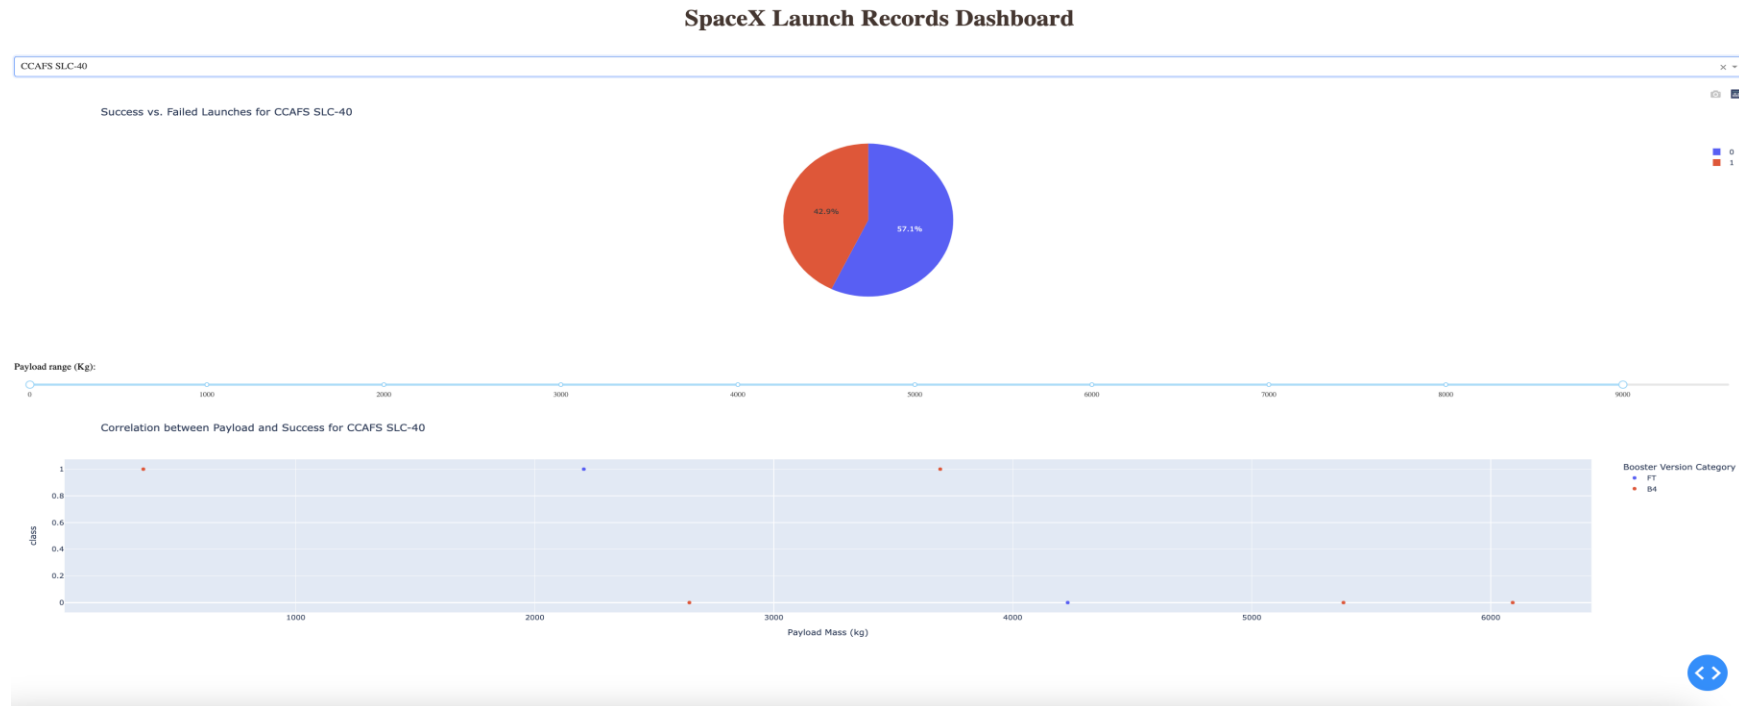 SpaceX Launch Records Dashboard
CCAFS SLC-40
Success vs. Failed Launches for CCAFS SLC-40
0
1
42.9%
57.1%
Payload range (Kg):
0 1000 2000 3000 4000 5000 6000 7000 8000 9000
Correlation between Payload and Success for CCAFS SLC-40
Booster Version Category
FT
B4
class
1
0.8
0.6
0.4
0.2
0
1000 2000 3000 4000 5000 6000
Payload Mass (kg)